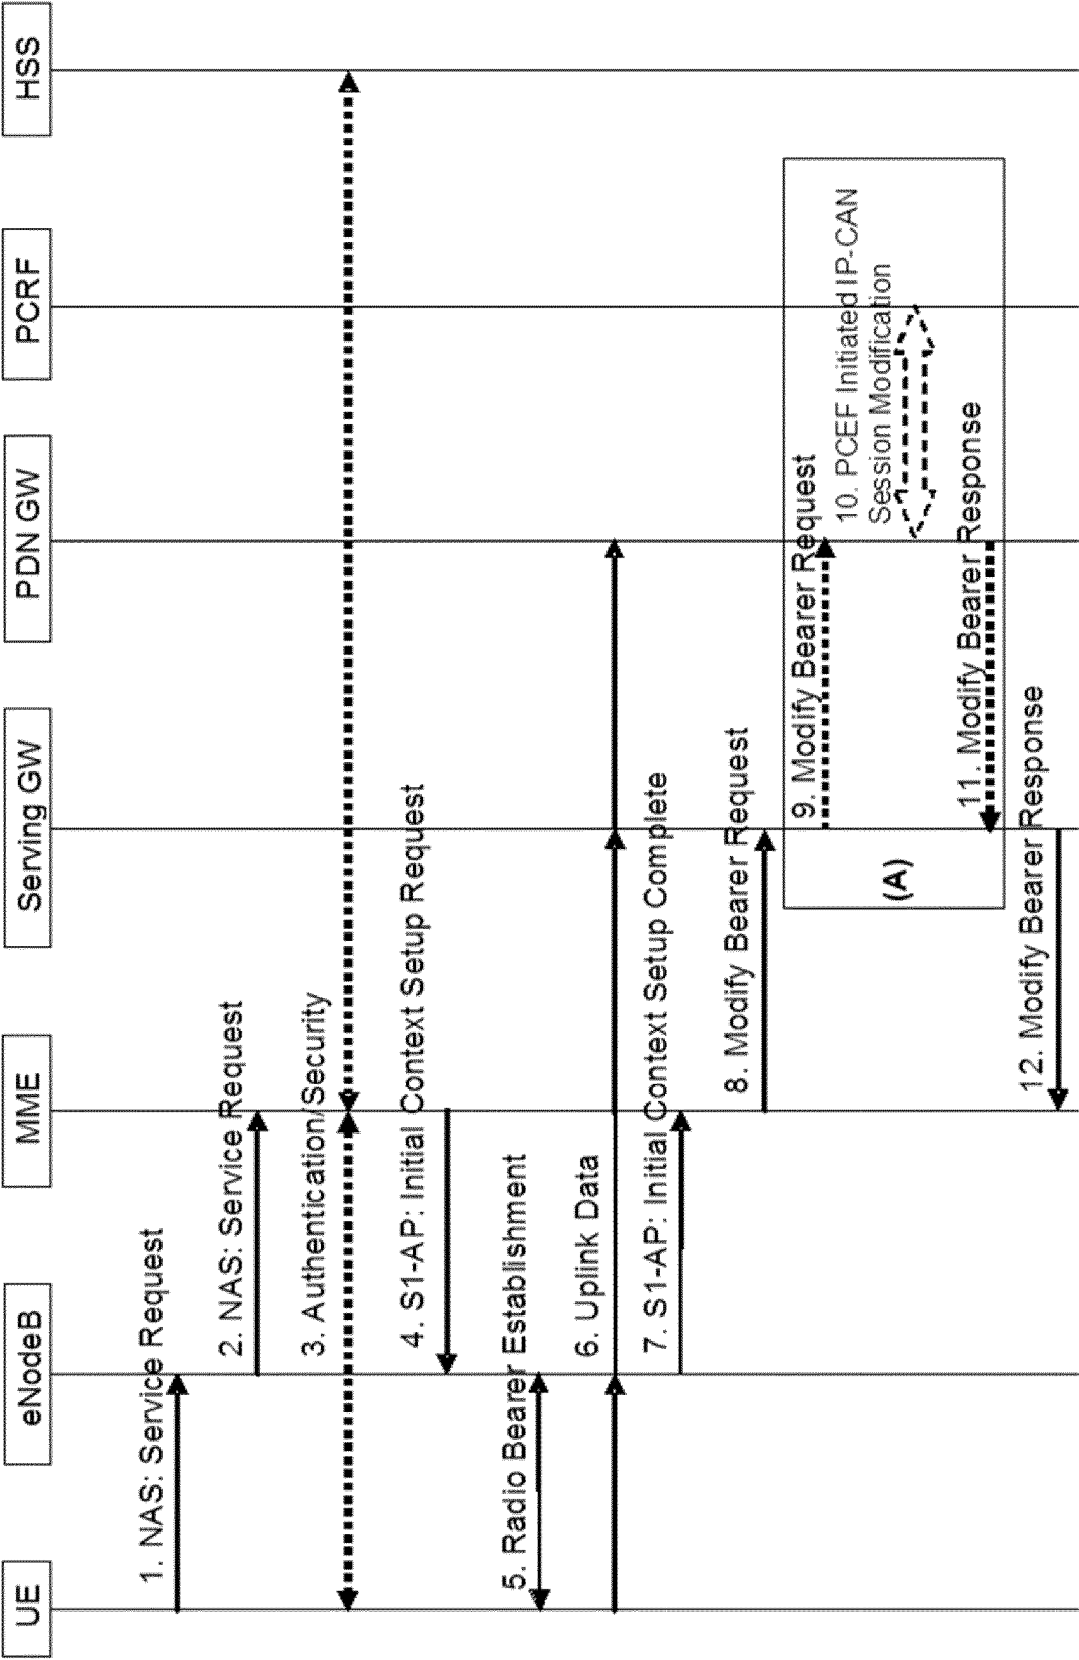 UE
eNodeB
MME
Serving GW
PDN GW
PCRF
HSS
1. NAS: Service Request
2. NAS: Service Request
3. Authentication/Security
4. S1-AP: Initial Context Setup Request
5. Radio Bearer Establishment
6. Uplink Data
7. S1-AP: Initial Context Setup Complete
8. Modify Bearer Request
9. Modify Bearer Request
10. PCEF Initiated IP-CAN
Session Modification
(A)
11. Modify Bearer Response
12. Modify Bearer Response